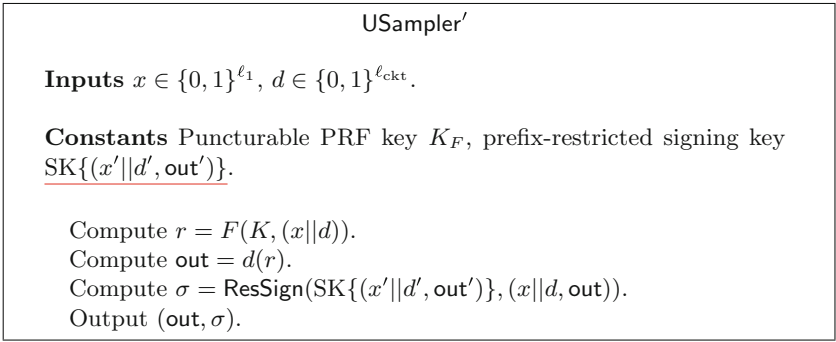 USampler′
Inputs x ∈ {0, 1}^{ℓ_1}, d ∈ {0, 1}^{ℓ_ckt}.
Constants Puncturable PRF key K_F, prefix-restricted signing key
SK{(x′||d′, out′)}.
Compute r = F(K, (x||d)).
Compute out = d(r).
Compute σ = ResSign(SK{(x′||d′, out′)}, (x||d, out)).
Output (out, σ).